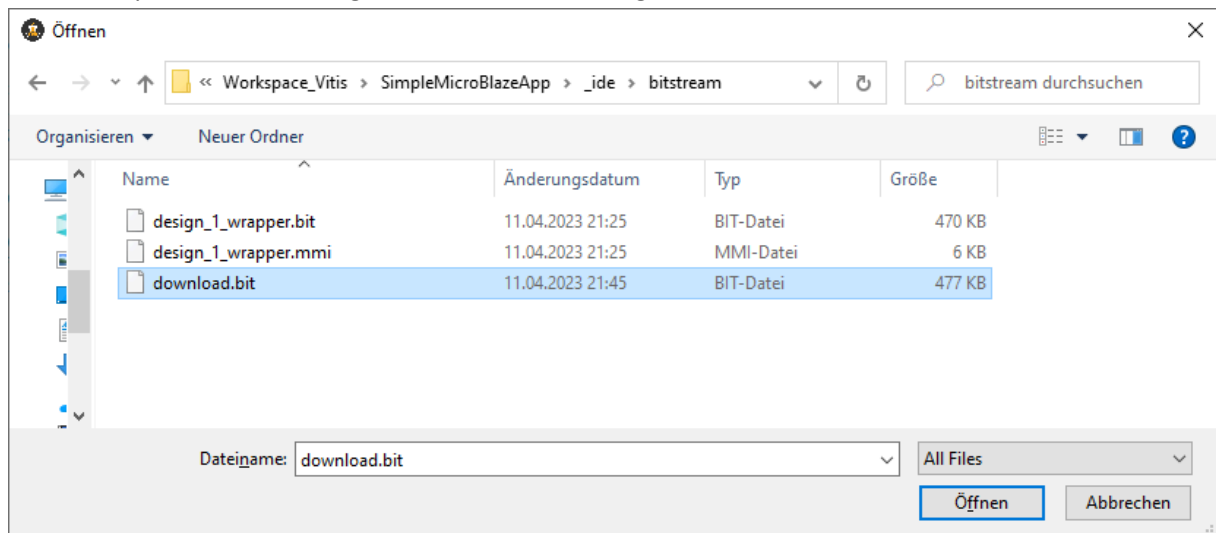 Öffnen
« Workspace_Vitis > SimpleMicroBlazeApp > _ide > bitstream
bitstream durchsuchen
Organisieren Neuer Ordner
Name Änderungsdatum Typ Größe
design_1_wrapper.bit 11.04.2023 21:25 BIT-Datei 470 KB
design_1_wrapper.mmi 11.04.2023 21:25 MMI-Datei 6 KB
download.bit 11.04.2023 21:45 BIT-Datei 477 KB
Dateiname: download.bit All Files
Öffnen Abbrechen